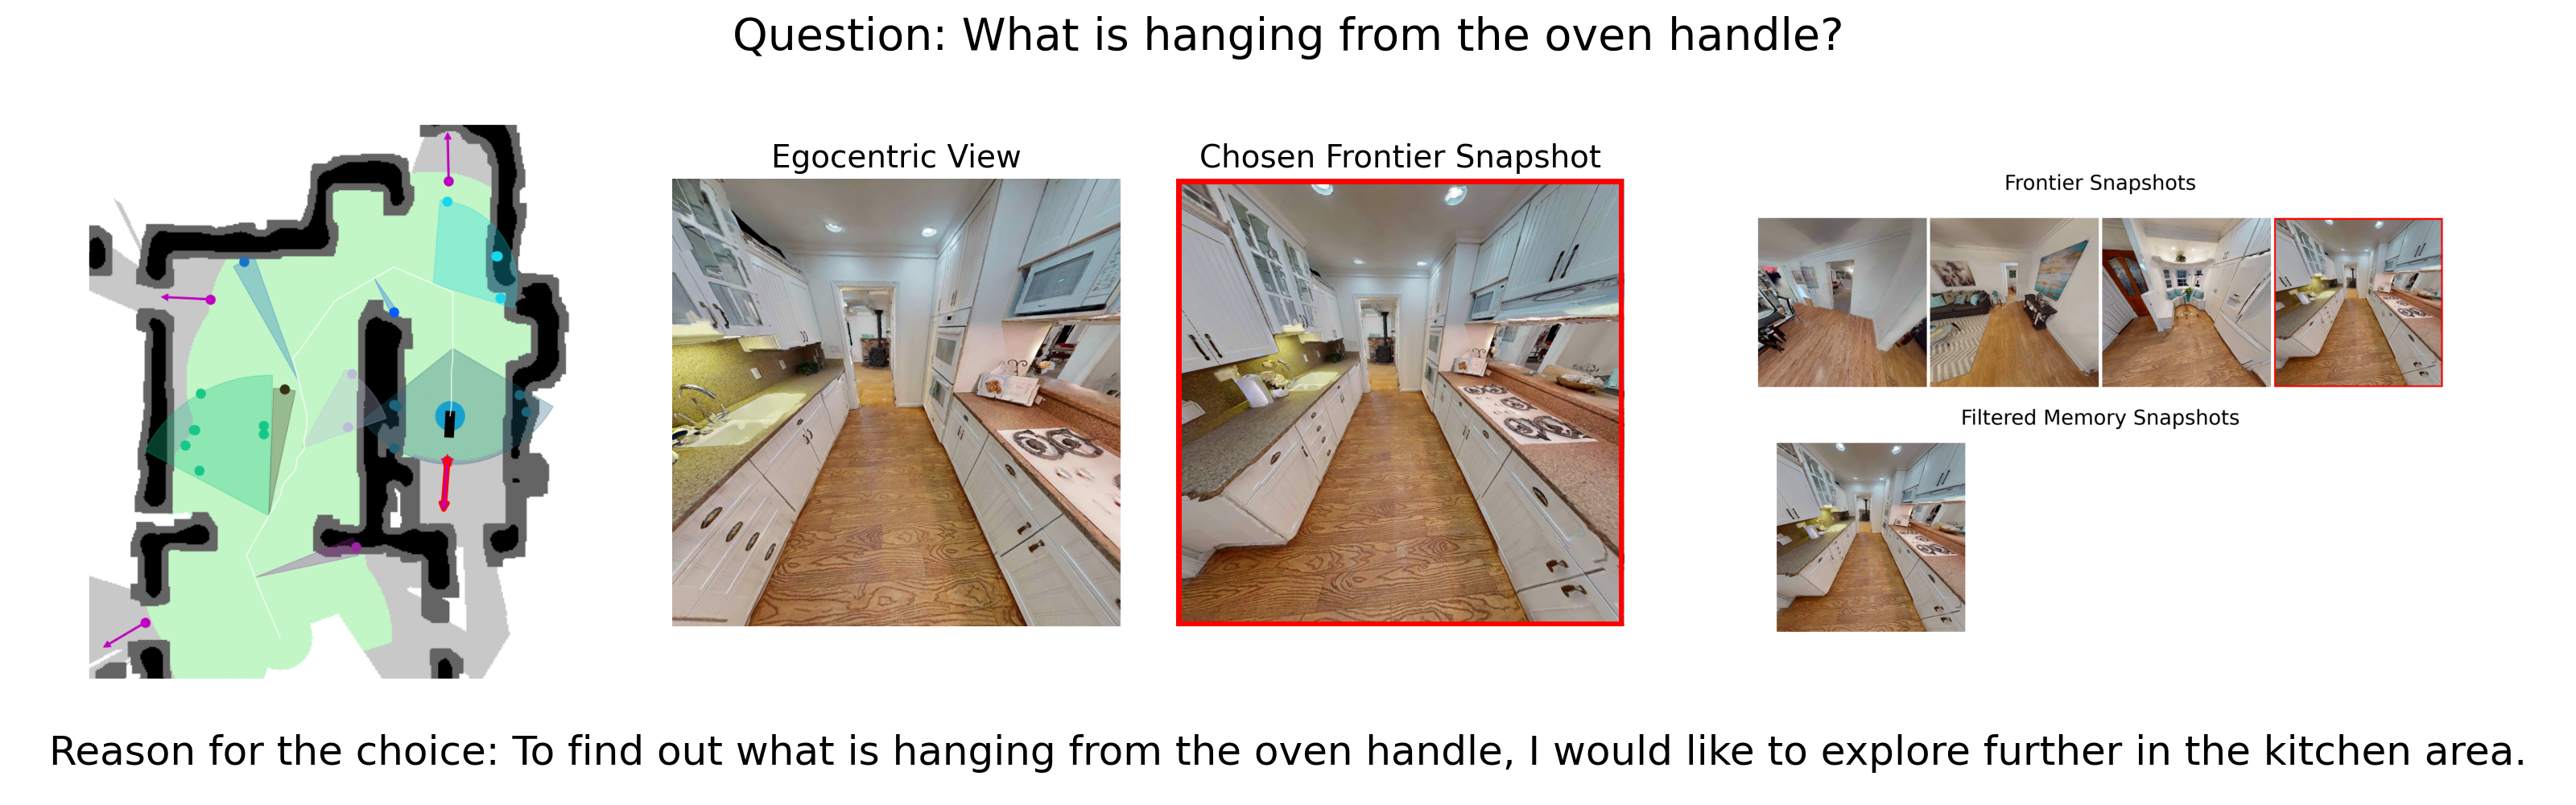 Question: What is hanging from the oven handle?
Egocentric View
Chosen Frontier Snapshot
Frontier Snapshots
Filtered Memory Snapshots
Reason for the choice: To find out what is hanging from the oven handle, I would like to explore further in the kitchen area.